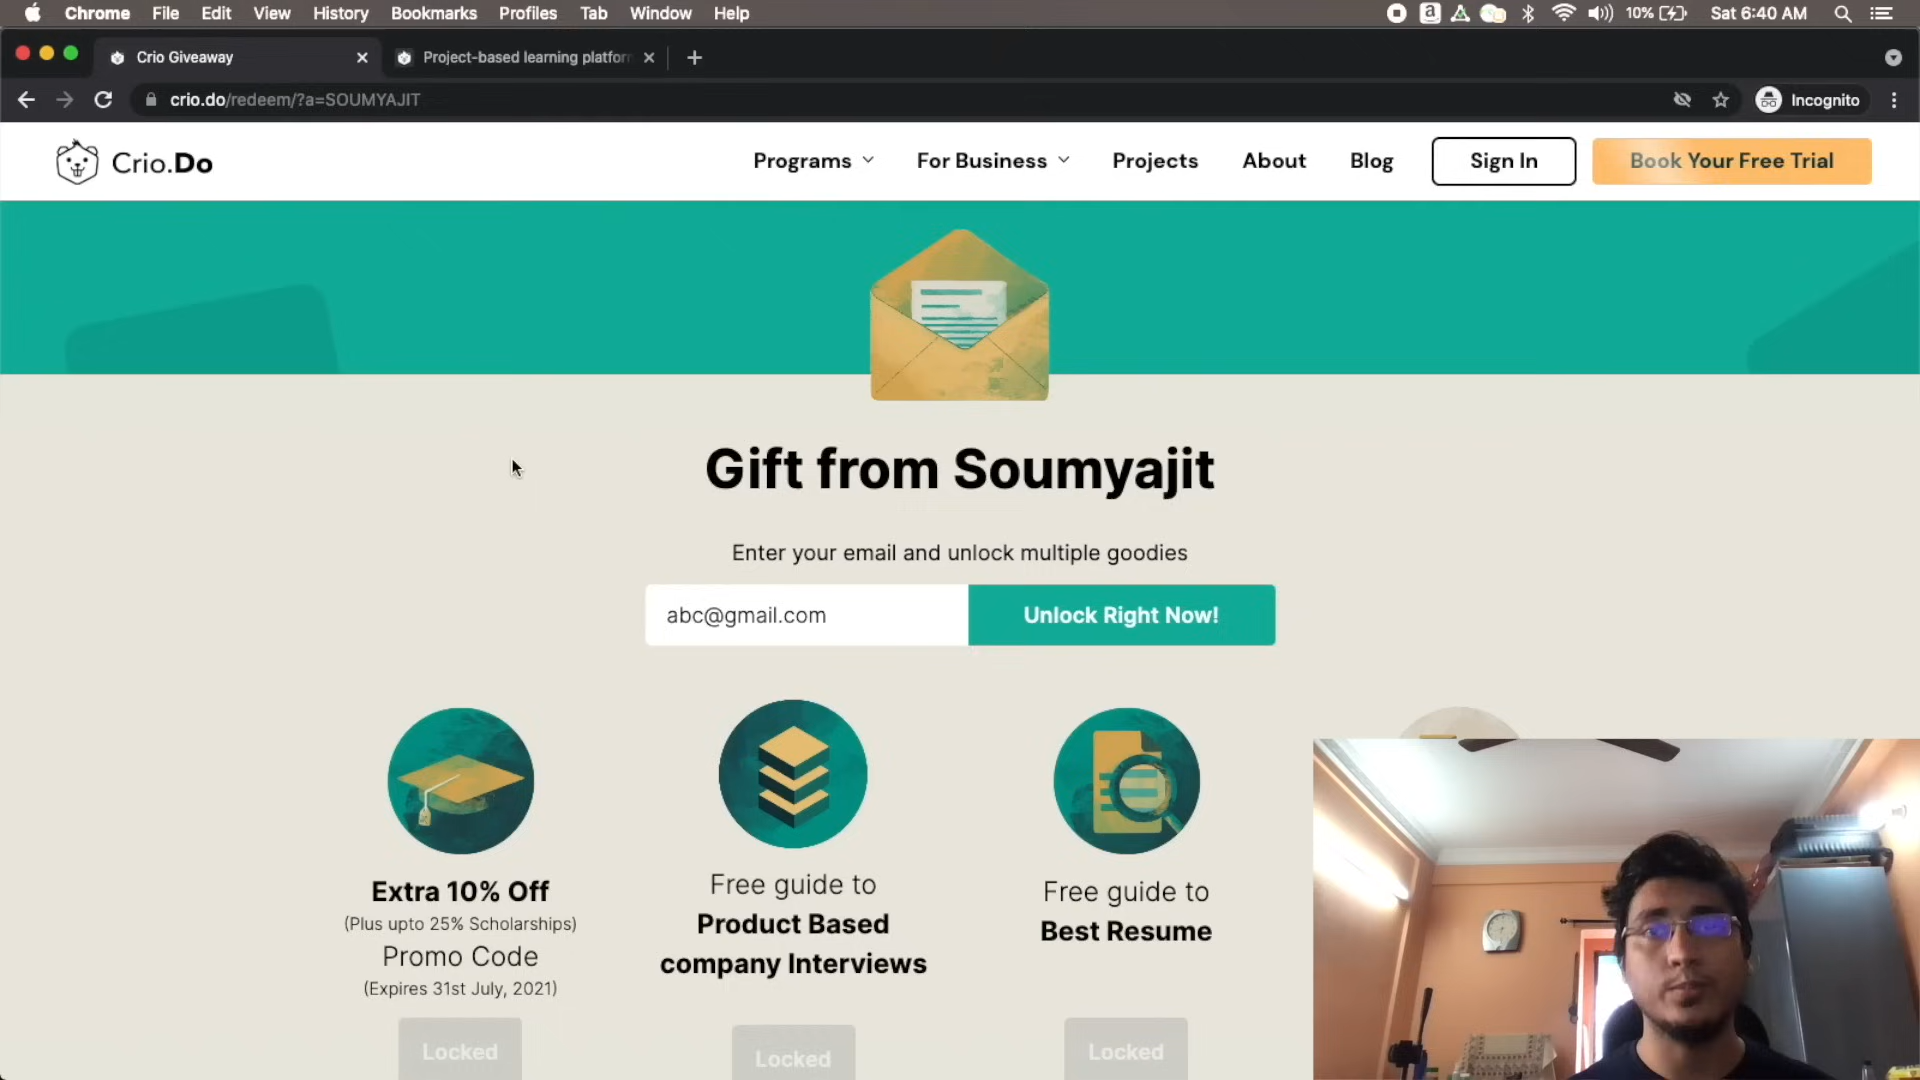 Chrome File Edit View History Bookmarks Profiles Tab Window Help
10% Sat 6:40 AM
Crio Giveaway
Project-based learning platfor
crio.do/redeem/?a=SOUMYAJIT
Incognito
Crio.Do
Programs For Business Projects About Blog Sign In Book Your Free Trial
Gift from Soumyajit
Enter your email and unlock multiple goodies
abc@gmail.com Unlock Right Now!
Extra 10% Off
(Plus upto 25% Scholarships)
Promo Code
(Expires 31st July, 2021)
Locked
Free guide to
Product Based
company Interviews
Locked
Free guide to
Best Resume
Locked